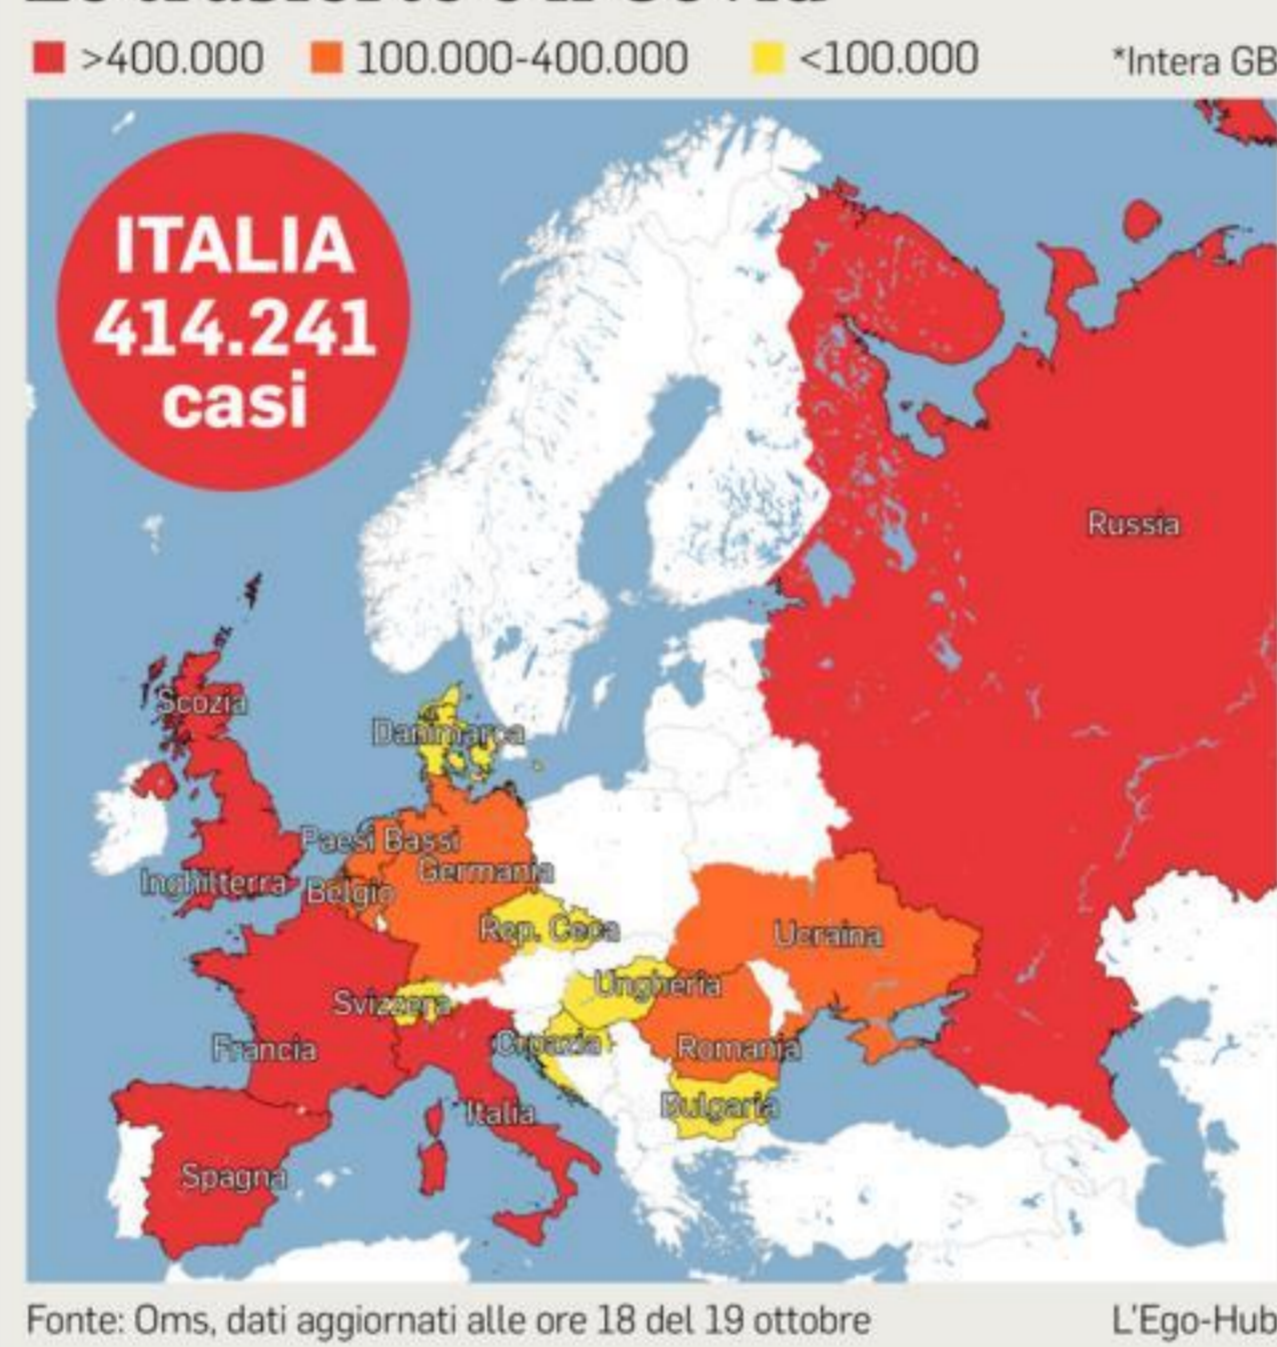 >400.000 100.000-400.000 <100.000 *Intera GB
ITALIA
414.241
casi
Russia
Scozia
Danimarca
Paesi Bassi
Germania
Inghilterra
Belgio
Rep. Ceca
Ucraina
Ungheria
Svizzera
Croazia
Francia
Romania
Bulgaria
Italia
Spagna
Fonte: Oms, dati aggiornati alle ore 18 del 19 ottobre L'Ego-Hub